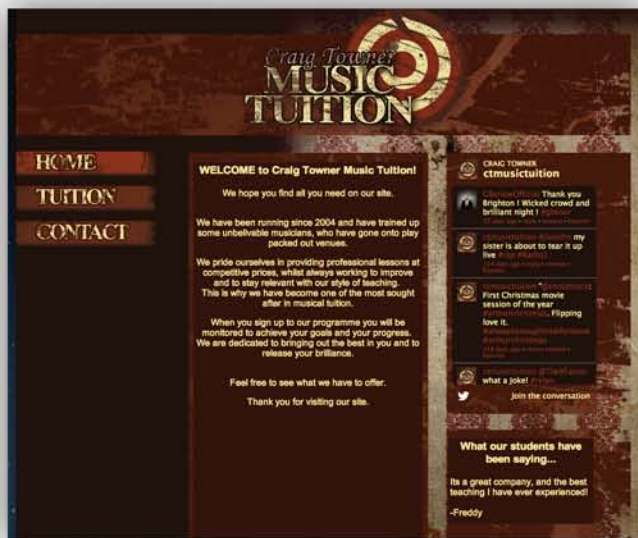 Craig Towner
MUSIC
TUITION
HOME
TUITION
CONTACT
WELCOME to Craig Towner Music Tuition!
We hope you find all you need on our site.
We have been running since 2004 and have trained up
some unbelivable musicians, who have gone onto play
packed out venues.
We pride ourselves in providing professional lessons at
competitive prices, whilst always working to improve
and to stay relevant with our style of teaching.
This is why we have become one of the most sought
after in musical tuition.
When you sign up to our programme you will be
monitored to achieve your goals and your progress.
We are dedicated to bringing out the best in you and to
release your brilliance.
Feel free to see what we have to offer.
Thank you for visiting our site.
CRAIG TOWNER
ctmusictuition
Thank you
Brighton ! Wicked crowd and
brilliant night !
my
sister is about to tear it up
live
First Christmas movie
session of the year
. Flipping
love it.
what a Joke!
Join the conversation
What our students have
been saying...
Its a great company, and the best
teaching I have ever experienced!
-Freddy